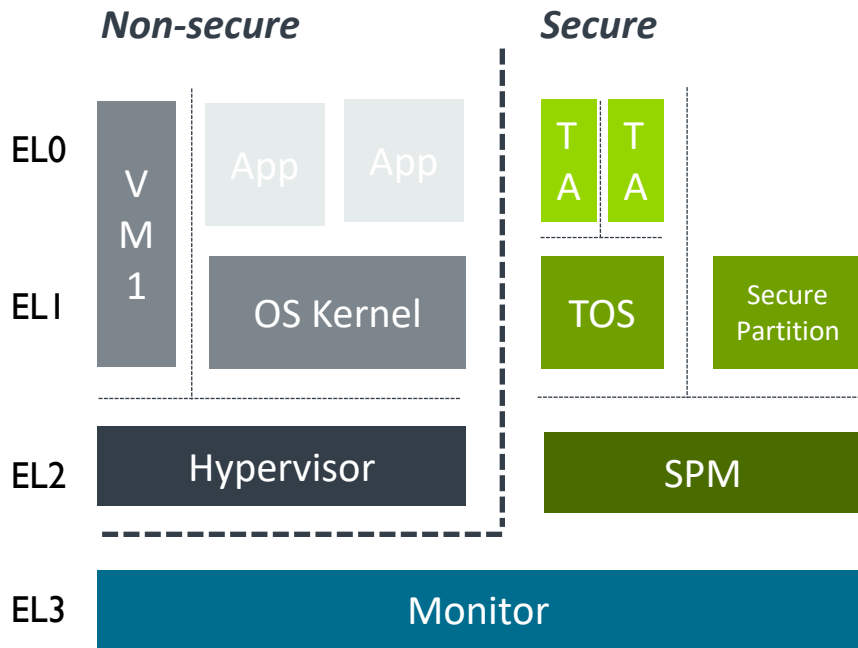 Non-secure
Secure
EL0
V
M
1
App
App
T
A
T
A
EL1
OS Kernel
TOS
Secure
Partition
EL2
Hypervisor
SPM
EL3
Monitor